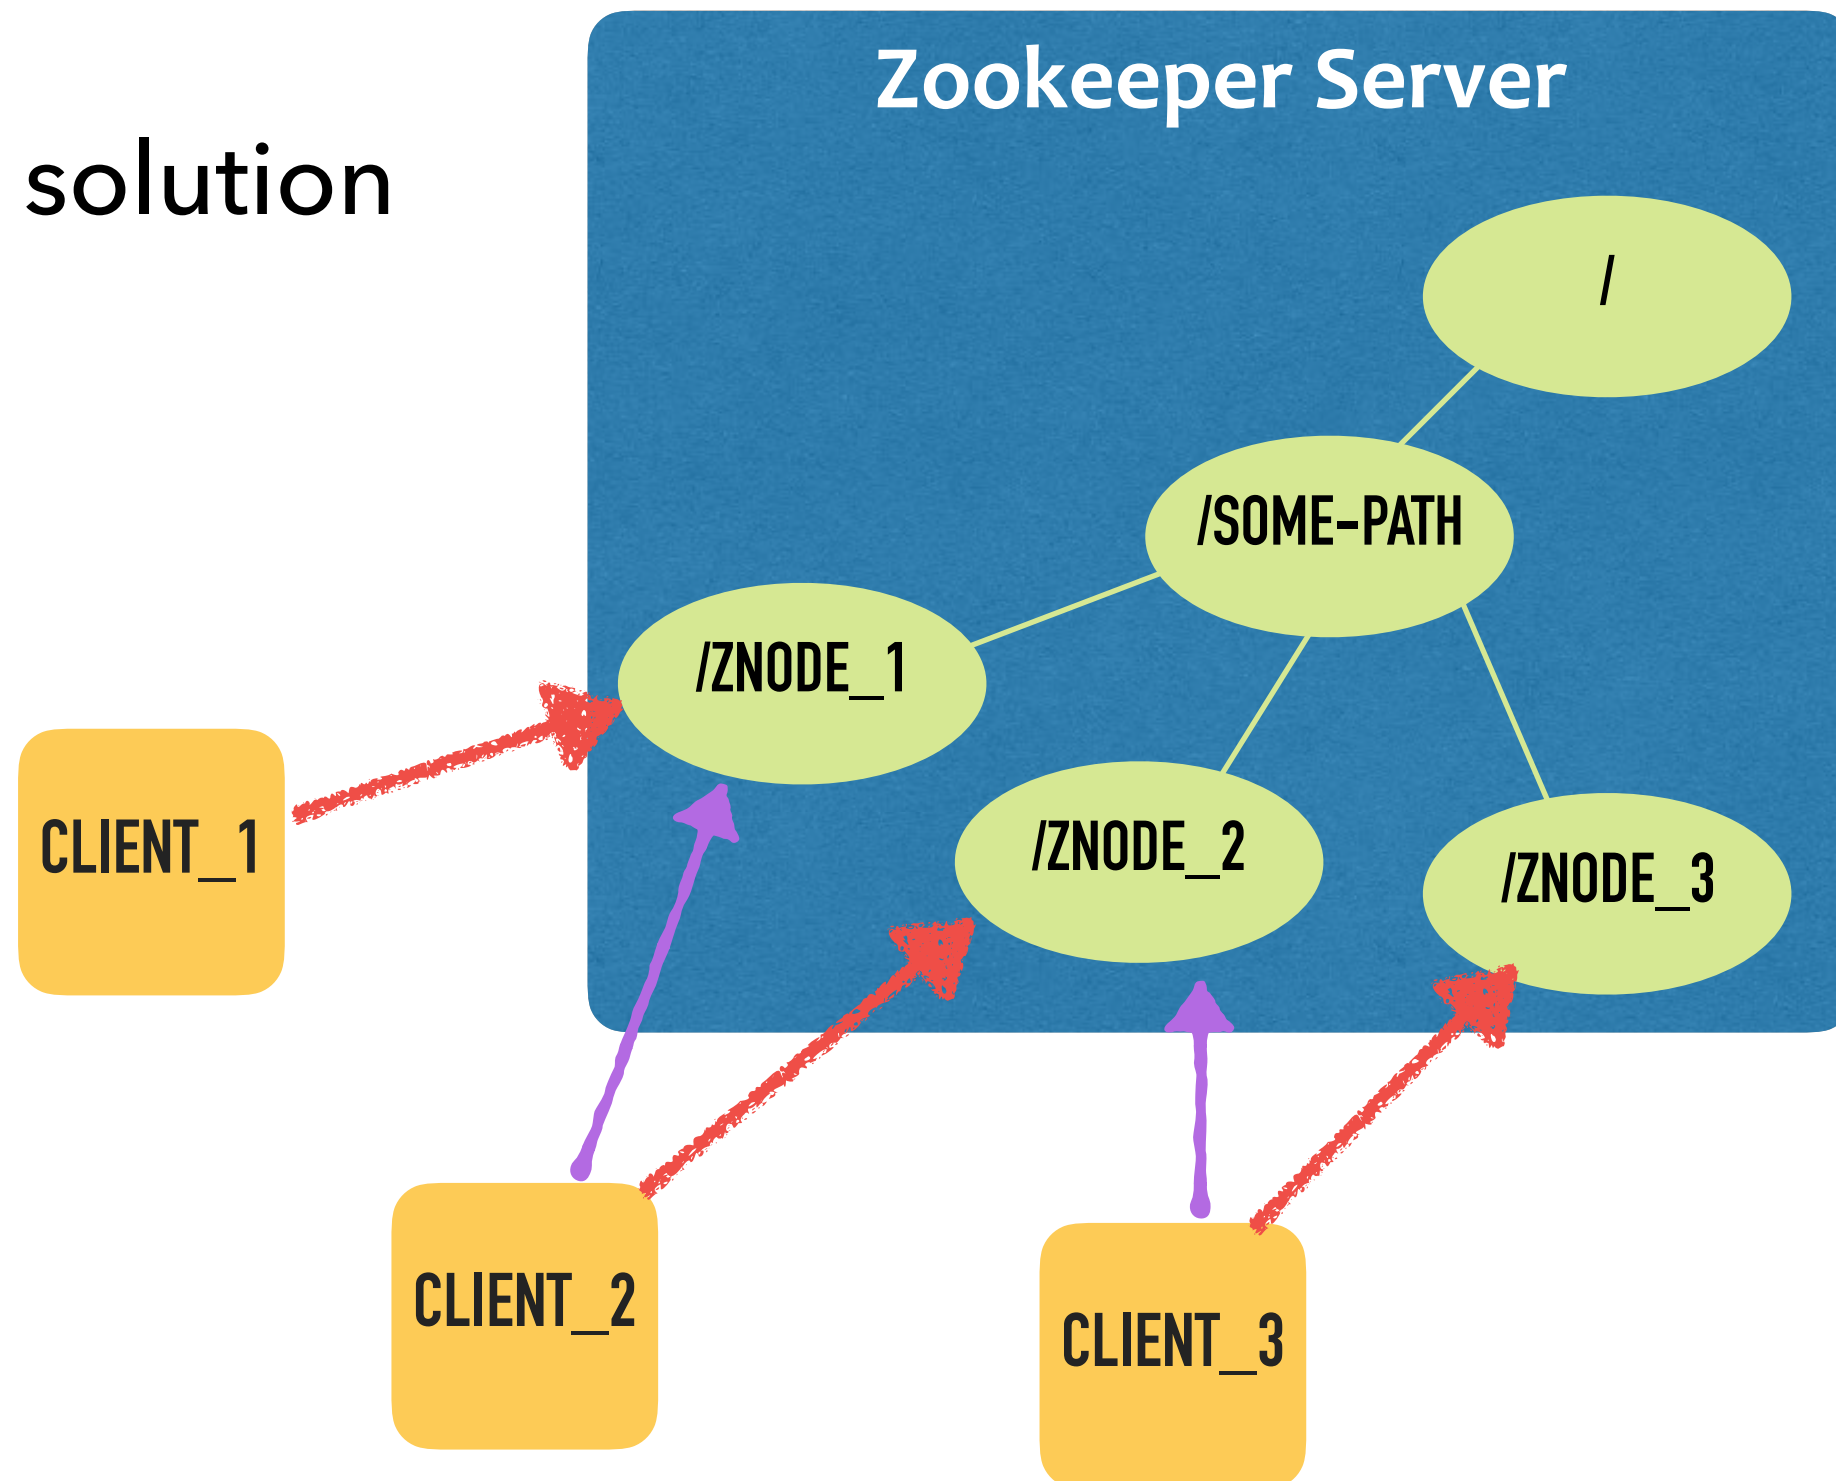 Zookeeper Server
solution
/
/SOME-PATH
/ZNODE_1
/ZNODE_2
/ZNODE_3
CLIENT_1
CLIENT_2
CLIENT_3